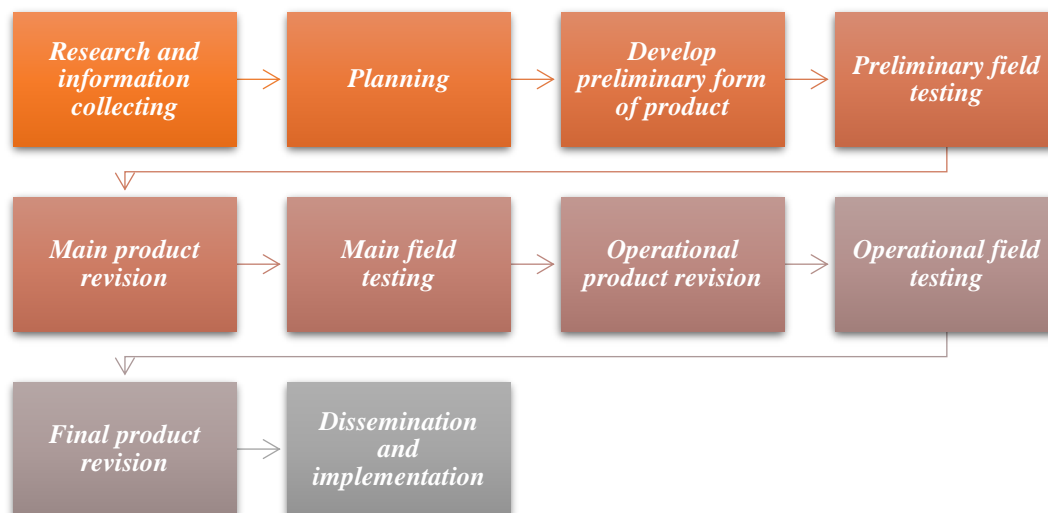 Research and
information
collecting
Planning
Develop
preliminary form
of product
Preliminary field
testing
Main product
revision
Main field
testing
Operational
product revision
Operational field
testing
Final product
revision
Dissemination
and
implementation